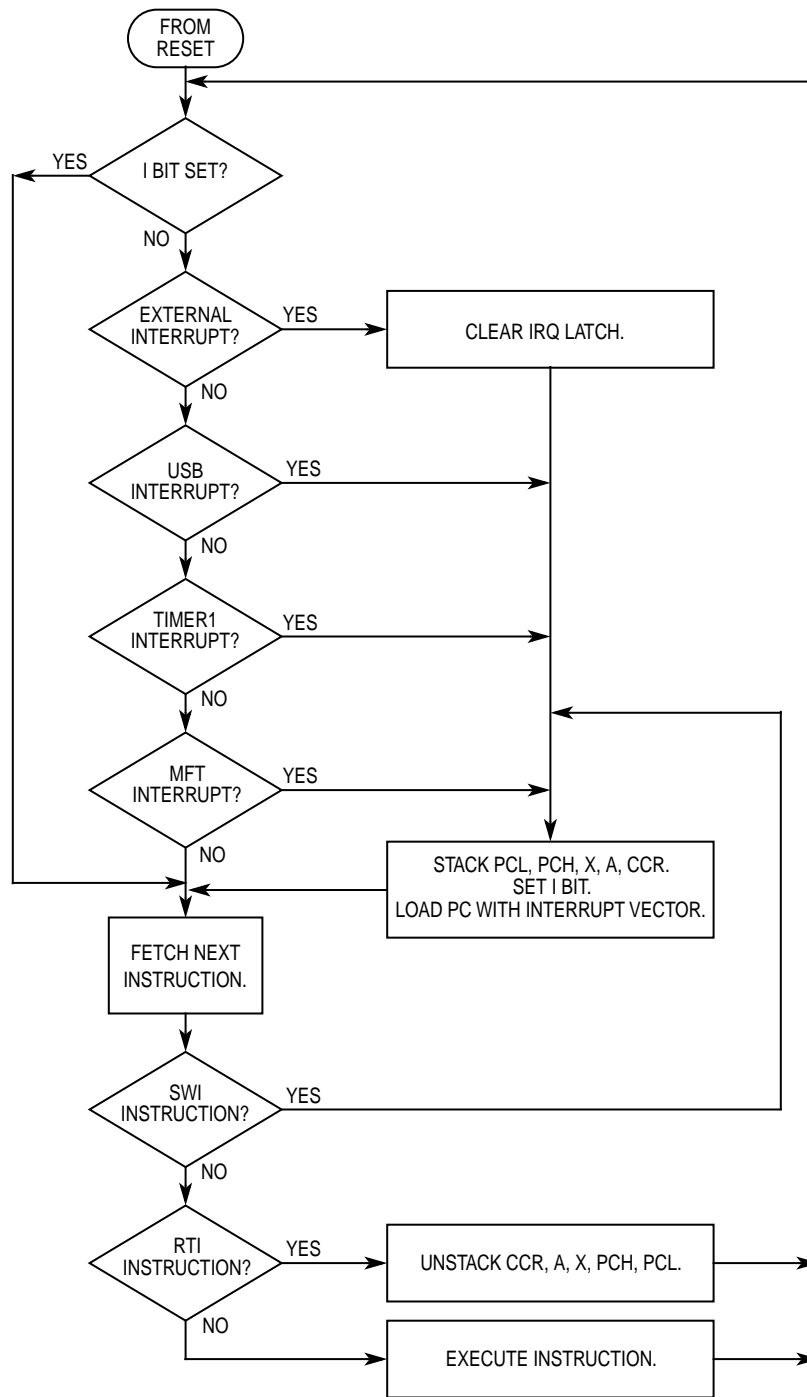 FROM
RESET
YES
I BIT SET?
NO
EXTERNAL
INTERRUPT?
YES
CLEAR IRQ LATCH.
NO
USB
INTERRUPT?
YES
NO
TIMER1
INTERRUPT?
YES
NO
MFT
INTERRUPT?
YES
NO
STACK PCL, PCH, X, A, CCR.
SET I BIT.
LOAD PC WITH INTERRUPT VECTOR.
FETCH NEXT
INSTRUCTION.
SWI
INSTRUCTION?
YES
NO
RTI
INSTRUCTION?
YES
UNSTACK CCR, A, X, PCH, PCL.
NO
EXECUTE INSTRUCTION.